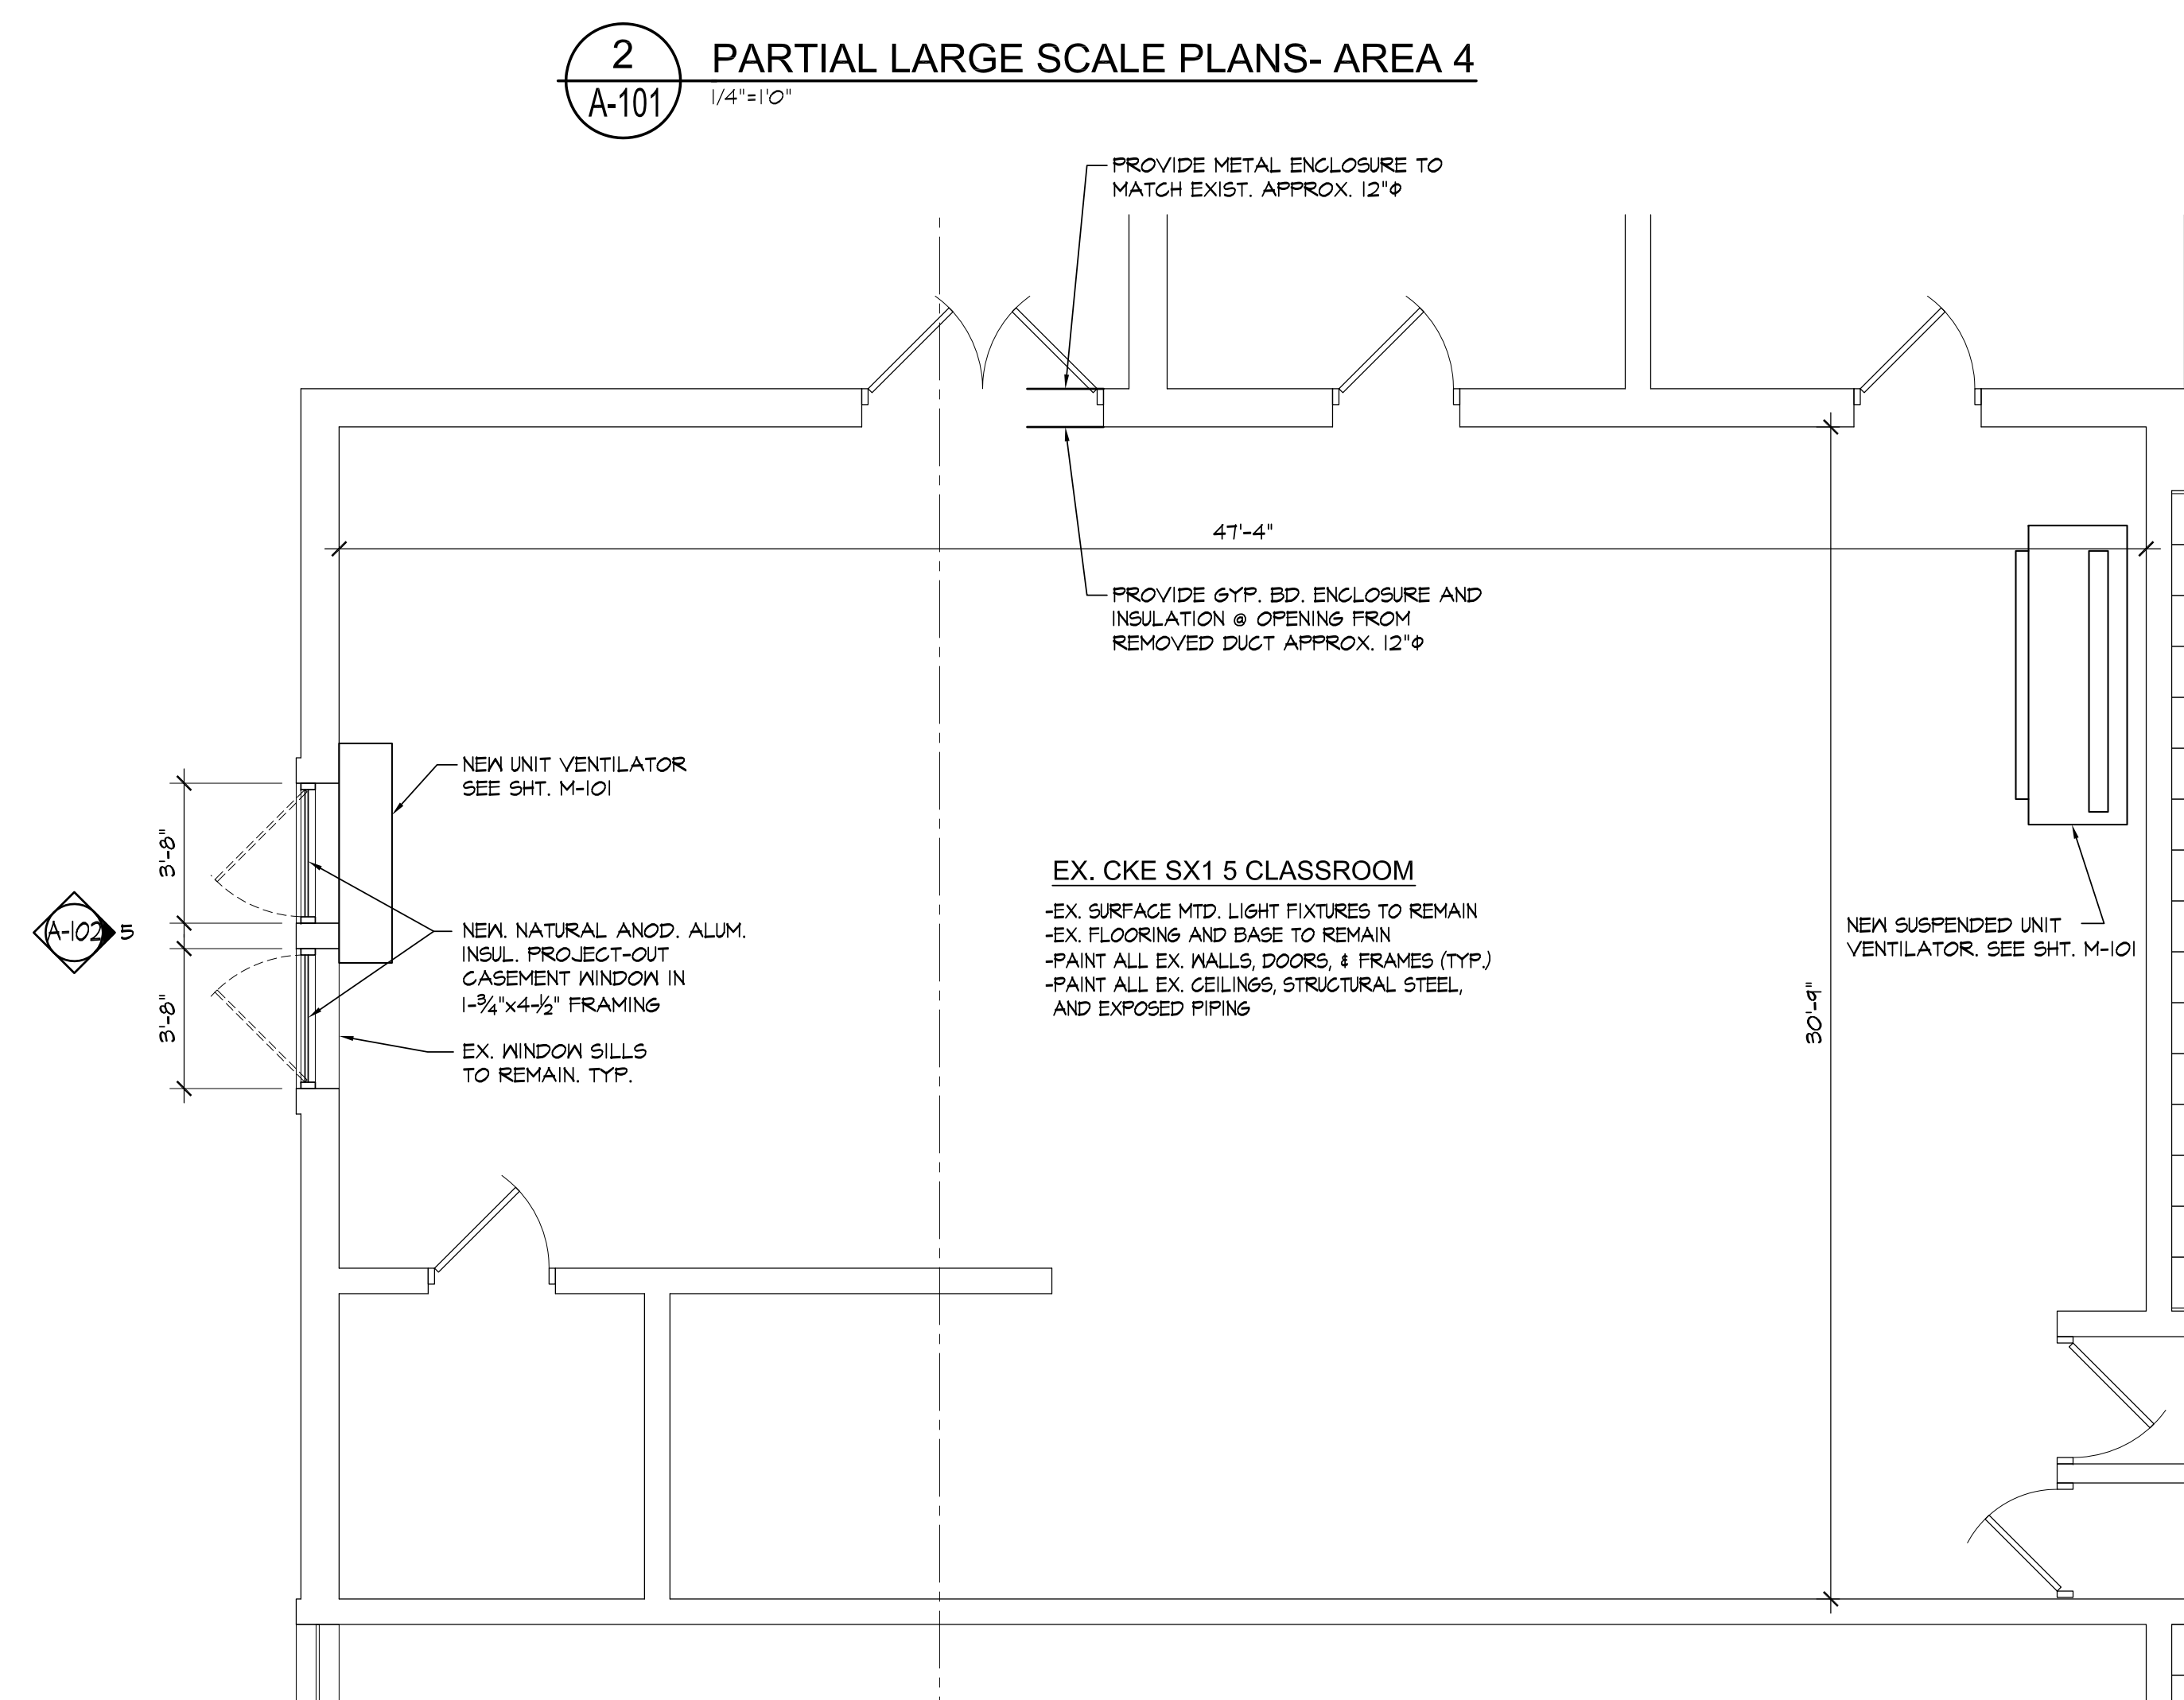 2
A-101
PARTIAL LARGE SCALE PLANS- AREA 4
1/4"=1'0"
PROVIDE METAL ENCLOSURE TO
MATCH EXIST. APPROX. 12"Φ
47'-4"
PROVIDE GYP. BD. ENCLOSURE AND
INSULATION @ OPENING FROM
REMOVED DUCT APPROX. 12"Φ
NEW UNIT VENTILATOR
SEE SHT. M-101
3'-8"
A-102
5
NEW. NATURAL ANOD. ALUM.
INSUL. PROJECT-OUT
CASEMENT WINDOW IN
1-3/4"x4-1/2" FRAMING
3'-8"
EX. WINDOW SILLS
TO REMAIN. TYP.
EX. CKE SX1 5 CLASSROOM
-EX. SURFACE MTD. LIGHT FIXTURES TO REMAIN
-EX. FLOORING AND BASE TO REMAIN
-PAINT ALL EX. WALLS, DOORS, & FRAMES (TYP.)
-PAINT ALL EX. CEILINGS, STRUCTURAL STEEL,
AND EXPOSED PIPING
NEW SUSPENDED UNIT
VENTILATOR. SEE SHT. M-101
30'-9"